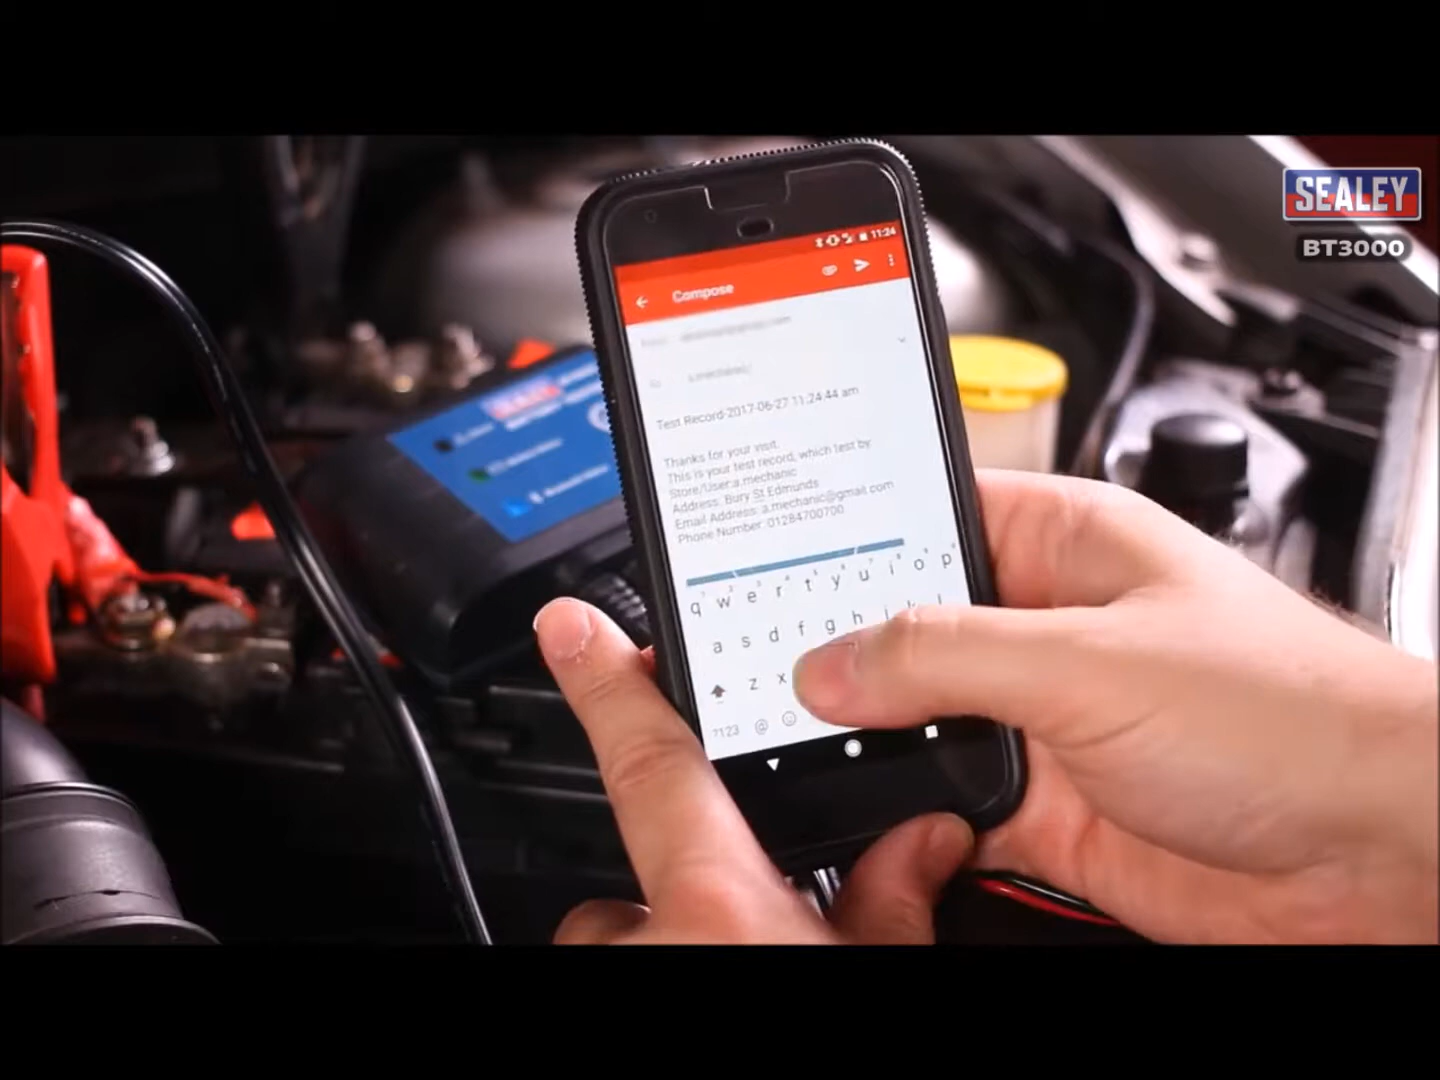 SEALEY
BT3000
11:24
Compose
Test Record-2017-06-27 11:24:44 am
Thanks for your visit.
This is your test record, which test by
Store/User:a.mechanic
Address: Bury St Edmunds
Email Address: a.mechanic@gmail.com
Phone Number: 01284700700
q w e r t y u i o p
a s d f g h j k l
z x
?123 @